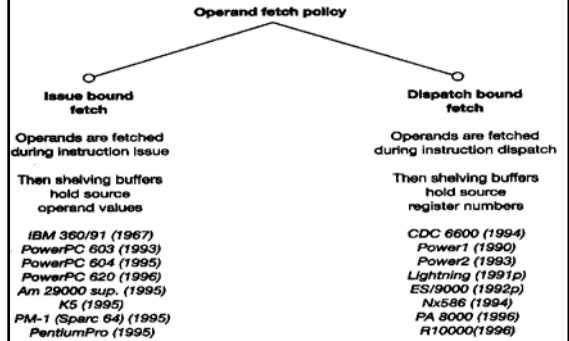 Operand fetch policy
Issue bound
fetch
Operands are fetched
during instruction issue
Then shelving buffers
hold source
operand values
IBM 360/91 (1967)
PowerPC 603 (1993)
PowerPC 604 (1995)
PowerPC 620 (1996)
Am 29000 sup. (1995)
K5 (1995)
PM-1 (Sparc 64) (1995)
PentiumPro (1995)
Dispatch bound
fetch
Operands are fetched
during instruction dispatch
Then shelving buffers
hold source
register numbers
CDC 6600 (1994)
Power1 (1990)
Power2 (1993)
Lightning (1991p)
ES/9000 (1992p)
Nx586 (1994)
PA 8000 (1996)
R10000(1996)